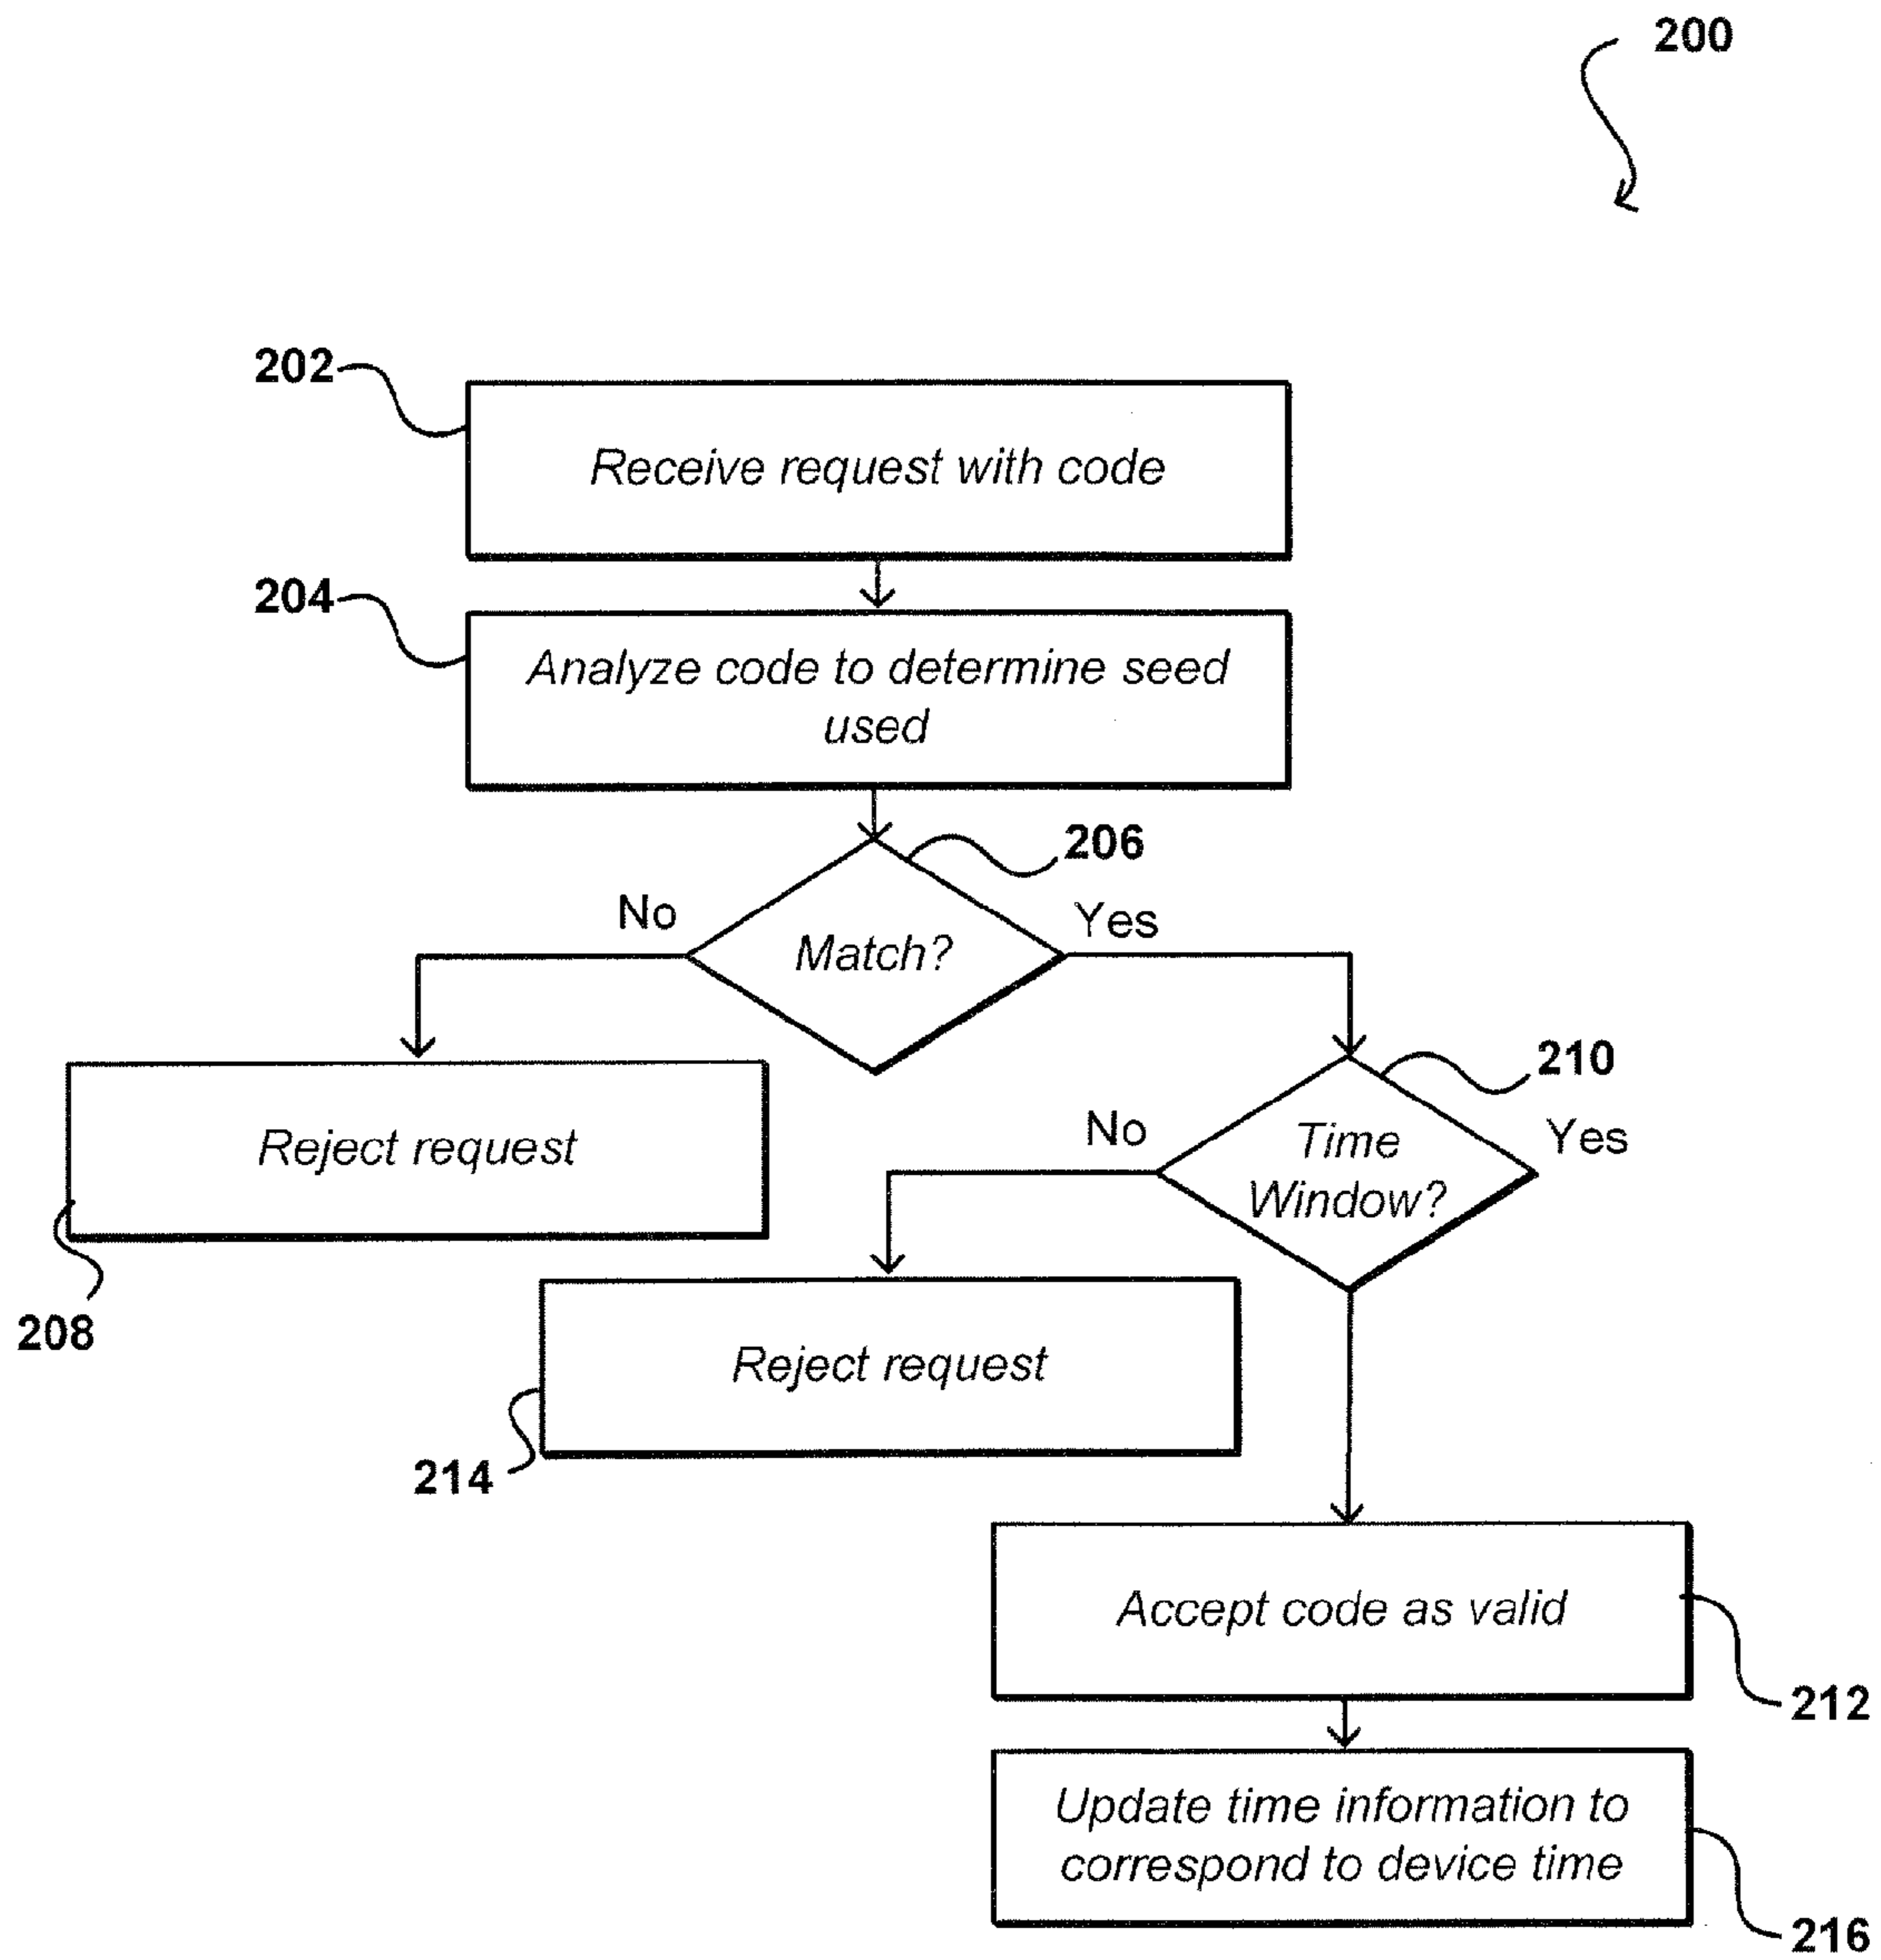 200
202
Receive request with code
204
Analyze code to determine seed
used
206
No
Yes
Match?
210
No
Yes
Time
Window?
Reject request
208
Reject request
214
Accept code as valid
212
Update time information to
correspond to device time
216